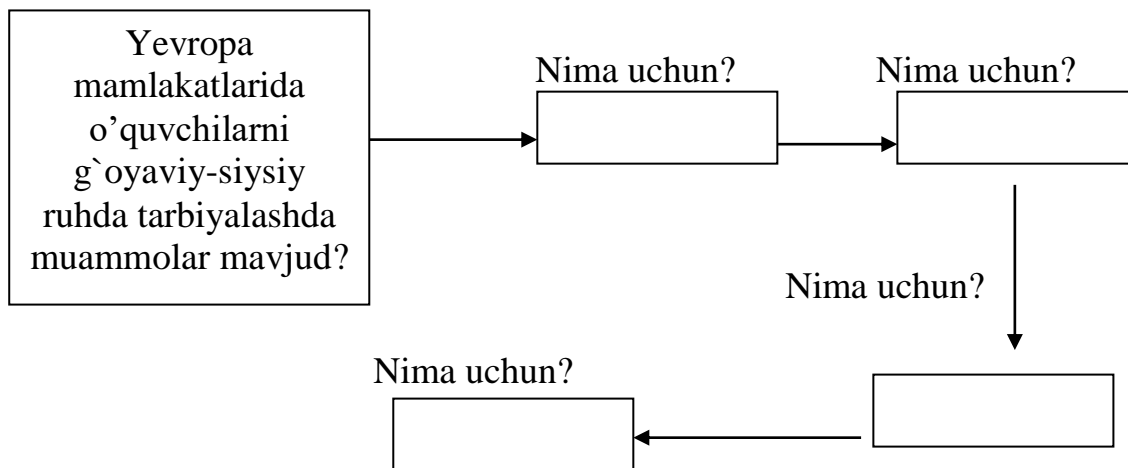 Yevropa
mamlakatlarida
o’quvchilarni
g`oyaviy-siysiy
ruhda tarbiyalashda
muammolar mavjud?
Nima uchun?
Nima uchun?
Nima uchun?
Nima uchun?